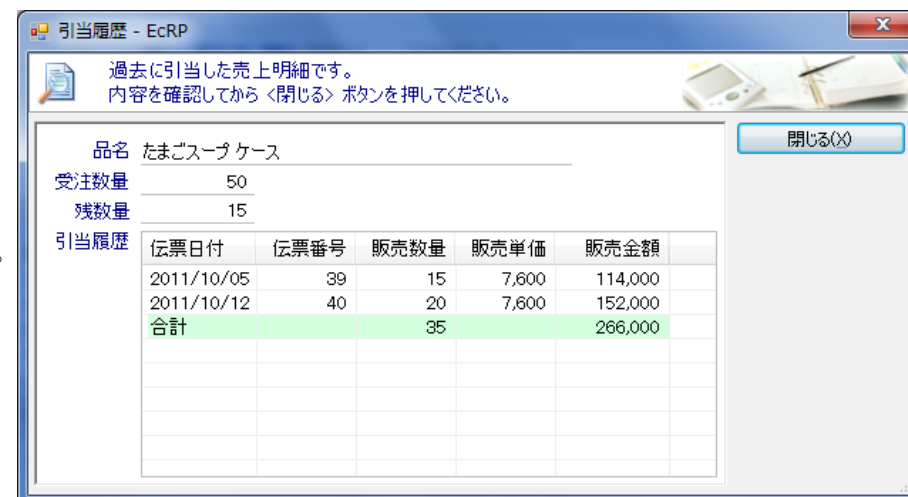 引当履歴 - EcRP
過去に引当した売上明細です。
内容を確認してから <閉じる> ボタンを押してください。
閉じる(X)
品名 たまごスープ ケース
受注数量 50
残数量 15
引当履歴
伝票日付 伝票番号 販売数量 販売単価 販売金額
2011/10/05 39 15 7,600 114,000
2011/10/12 40 20 7,600 152,000
合計 35 266,000